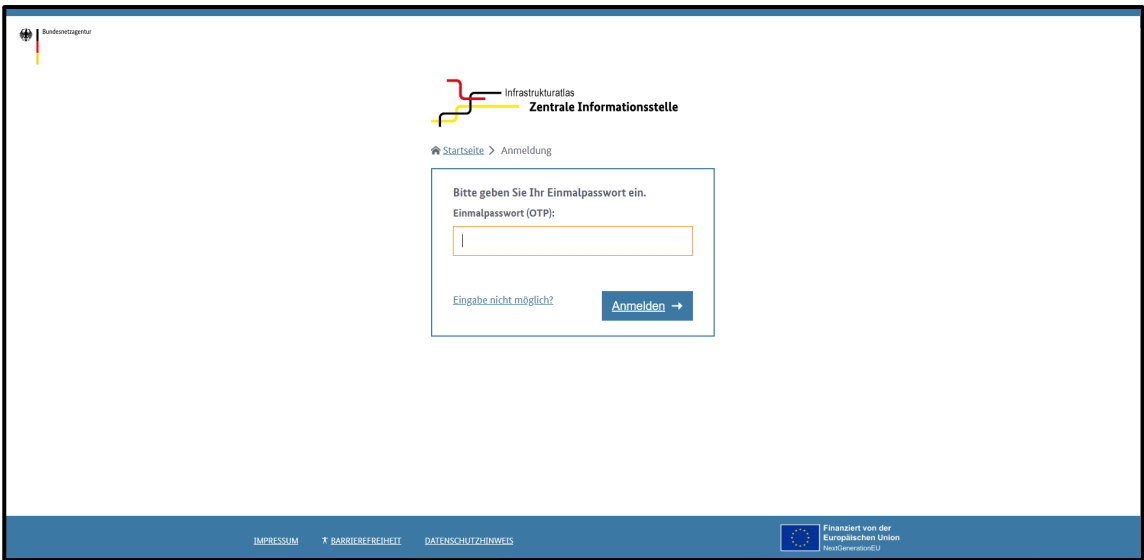 Bundesnetzagentur
Infrastrukturatlas
Zentrale Informationsstelle
Startseite > Anmeldung
Bitte geben Sie Ihr Einmalpasswort ein.
Einmalpasswort (OTP):
Eingabe nicht möglich?
Anmelden →
IMPRESSUM BARRIEREFREIHEIT DATENSCHUTZHINWEIS
Finanziert von der
Europäischen Union
NextGenerationEU